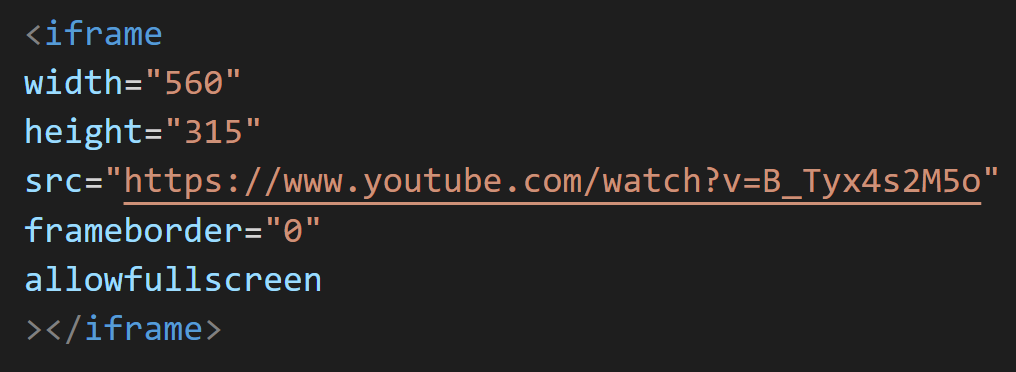 <iframe
width="560"
height="315"
src="https://www.youtube.com/watch?v=B_Tyx4s2M5o"
frameborder="0"
allowfullscreen
></iframe>